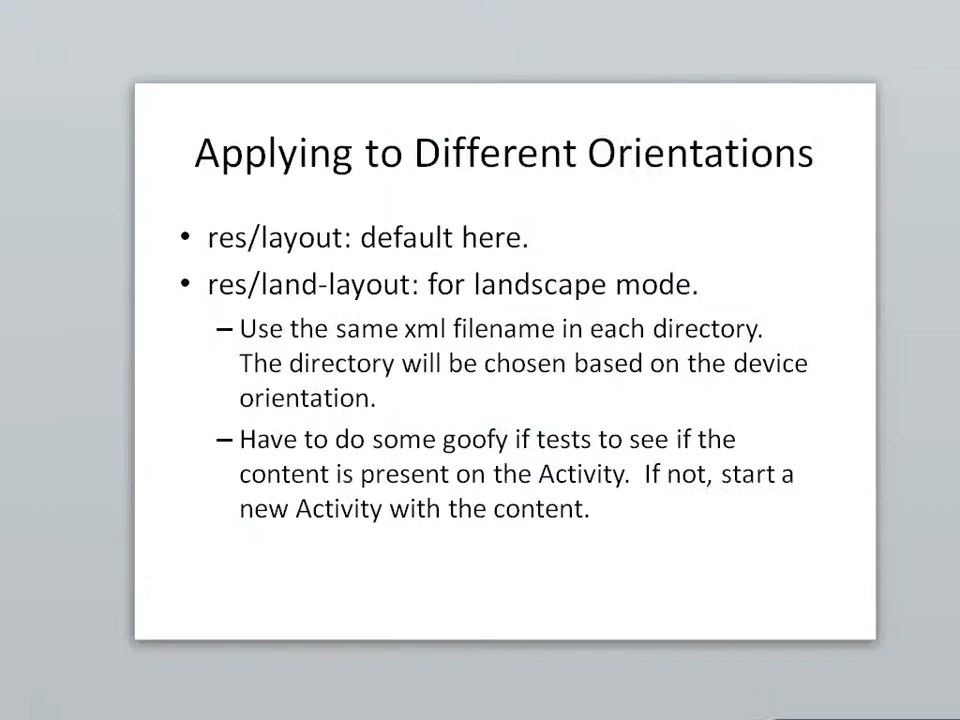 Applying to Different Orientations
• res/layout: default here.
• res/land-layout: for landscape mode.
– Use the same xml filename in each directory.
The directory will be chosen based on the device
orientation.
– Have to do some goofy if tests to see if the
content is present on the Activity.  If not, start a
new Activity with the content.